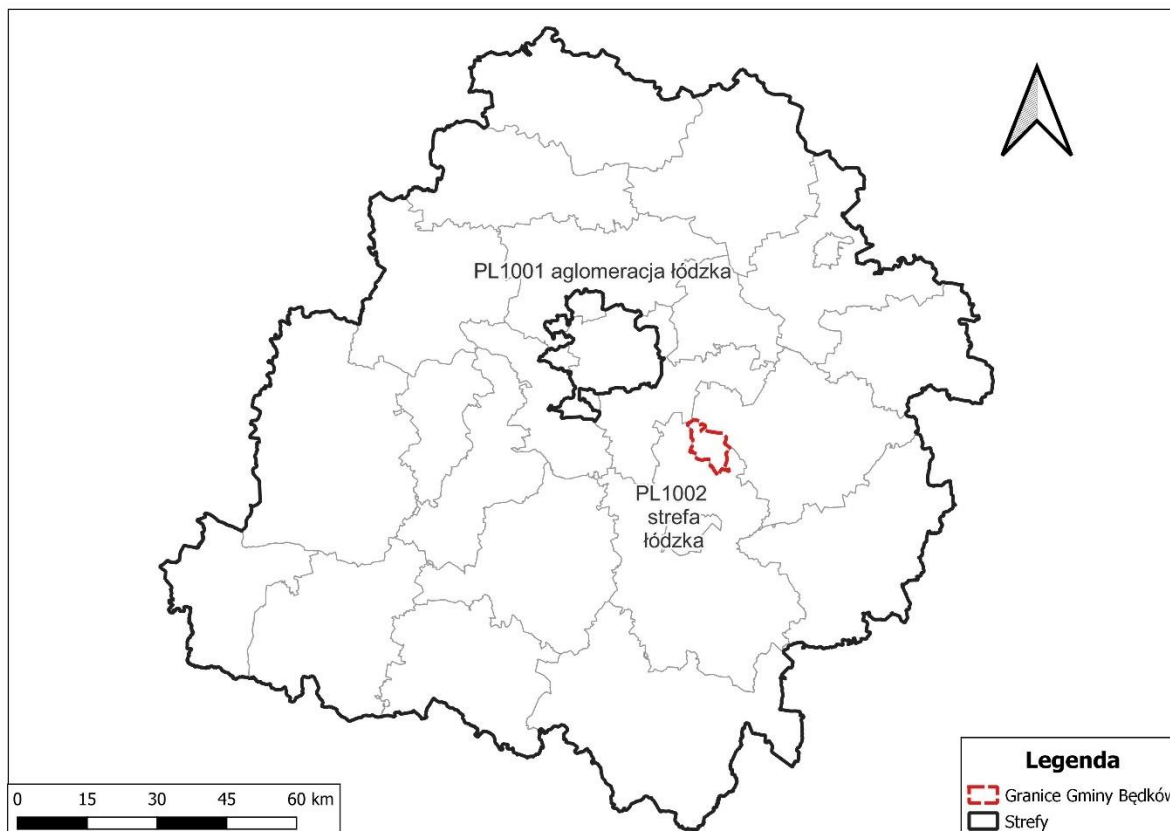 PL1001 aglomeracja łódzka
PL1002
strefa
łódzka
0 15 30 45 60 km
Legenda
Granice Gminy Będków
Strefy